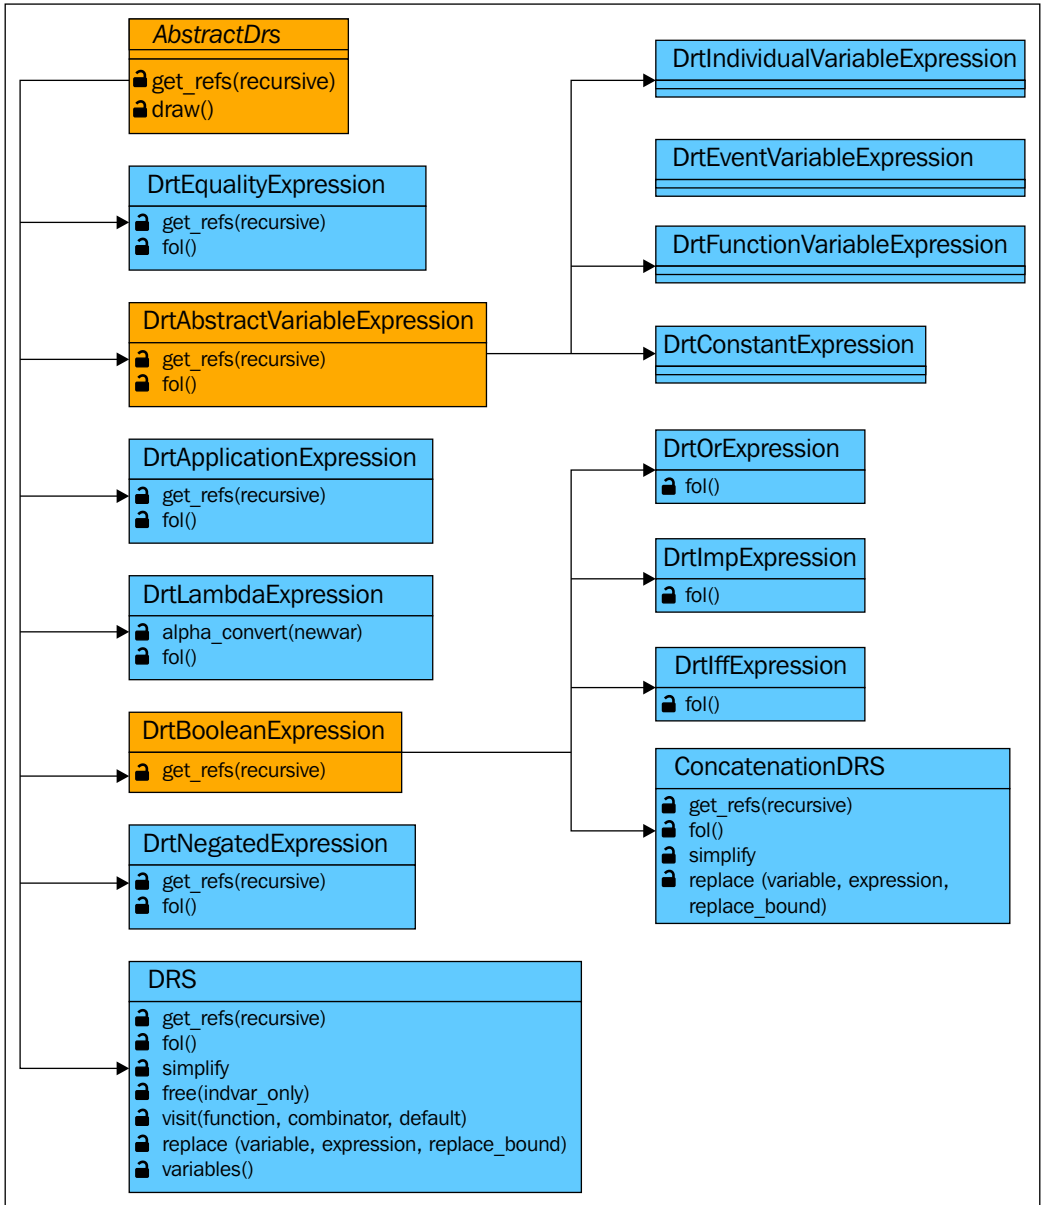 AbstractDrs
get_refs(recursive)
draw()
DrtEqualityExpression
get_refs(recursive)
fol()
DrtAbstractVariableExpression
get_refs(recursive)
fol()
DrtApplicationExpression
get_refs(recursive)
fol()
DrtLambdaExpression
alpha_convert(newvar)
fol()
DrtBooleanExpression
get_refs(recursive)
DrtNegatedExpression
get_refs(recursive)
fol()
DRS
get_refs(recursive)
fol()
simplify
free(indvar_only)
visit(function, combinator, default)
replace (variable, expression, replace_bound)
variables()
DrtIndividualVariableExpression
DrtEventVariableExpression
DrtFunctionVariableExpression
DrtConstantExpression
DrtOrExpression
fol()
DrtImpExpression
fol()
DrtIffExpression
fol()
ConcatenationDRS
get_refs(recursive)
fol()
simplify
replace (variable, expression,
replace_bound)